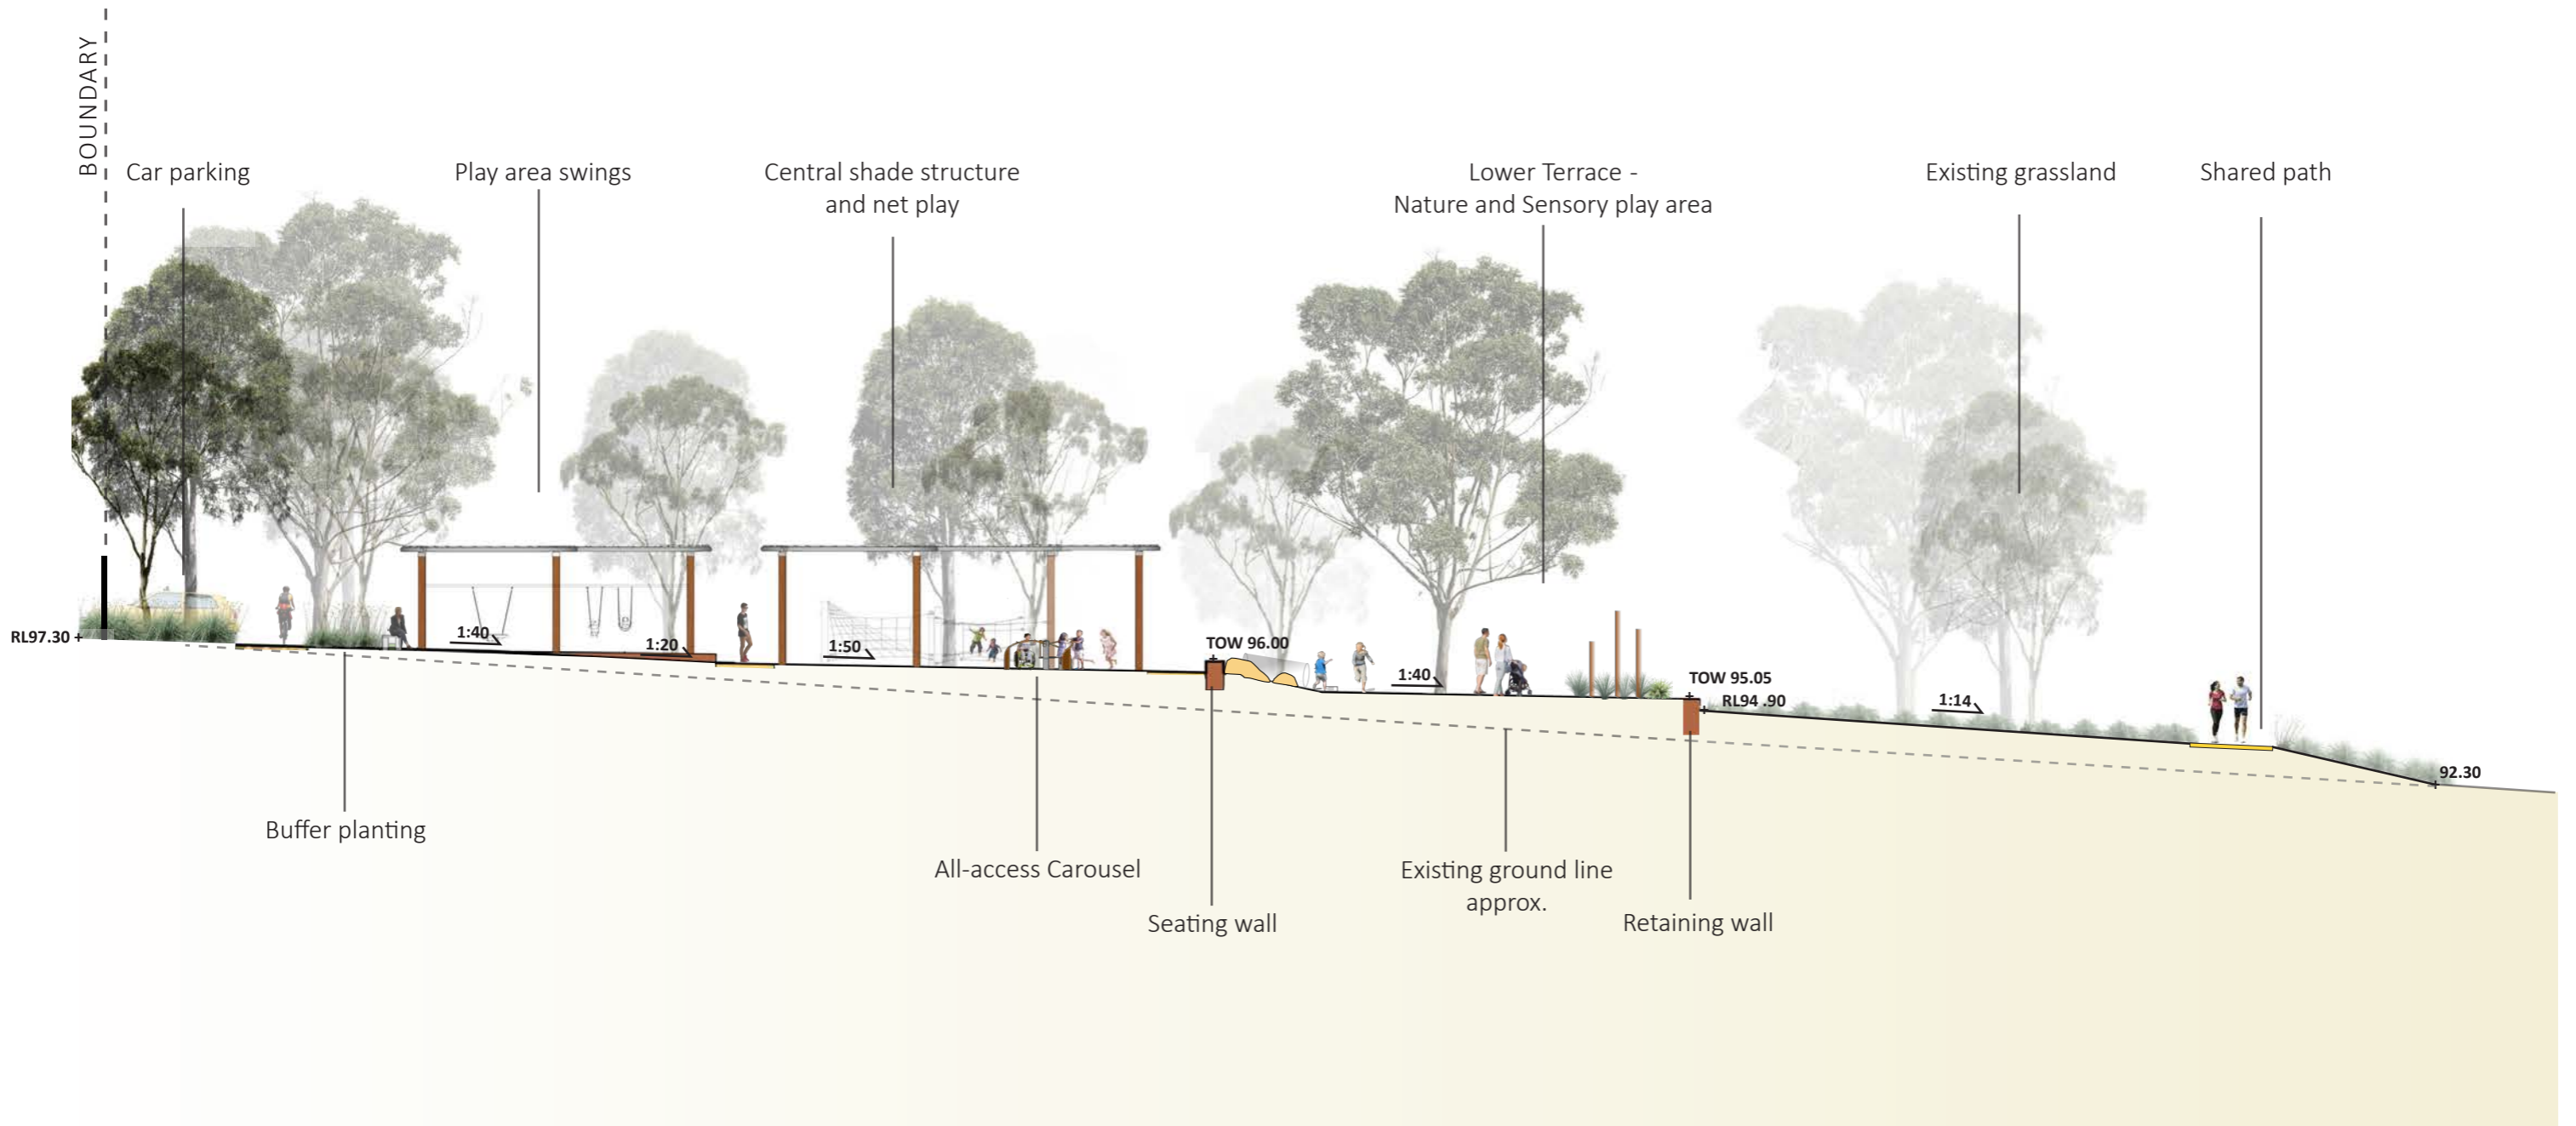 BOUNDARY
Car parking
Play area swings
Central shade structure
and net play
Lower Terrace -
Nature and Sensory play area
Existing grassland
Shared path
RL97.30 +
1:40
1:20
1:50
TOW 96.00
1:40
TOW 95.05
RL94 .90
1:14
92.30
Buffer planting
All-access Carousel
Seating wall
Existing ground line
approx.
Retaining wall